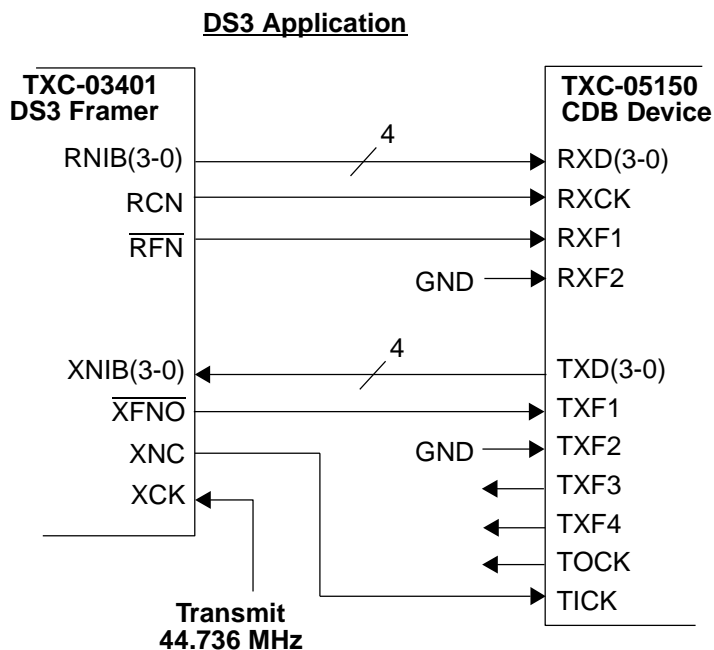 DS3 Application
TXC-03401
DS3 Framer
TXC-05150
CDB Device
RNIB(3-0)
4
RXD(3-0)
RCN
RXCK
RFN
RXF1
GND
RXF2
XNIB(3-0)
4
TXD(3-0)
XFNO
TXF1
XNC
GND
TXF2
XCK
TXF3
TXF4
TOCK
TICK
Transmit
44.736 MHz